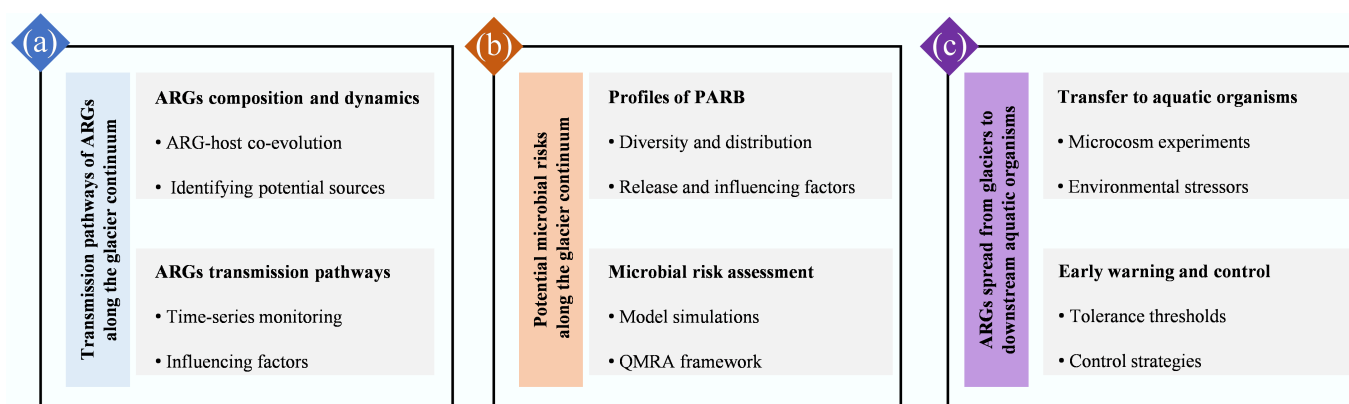 (a)
Transmission pathways of ARGs
along the glacier continuum
ARGs composition and dynamics
• ARG-host co-evolution
• Identifying potential sources
ARGs transmission pathways
• Time-series monitoring
• Influencing factors
(b)
Potential microbial risks
along the glacier continuum
Profiles of PARB
• Diversity and distribution
• Release and influencing factors
Microbial risk assessment
• Model simulations
• QMRA framework
(c)
ARGs spread from glaciers to
downstream aquatic organisms
Transfer to aquatic organisms
• Microcosm experiments
• Environmental stressors
Early warning and control
• Tolerance thresholds
• Control strategies